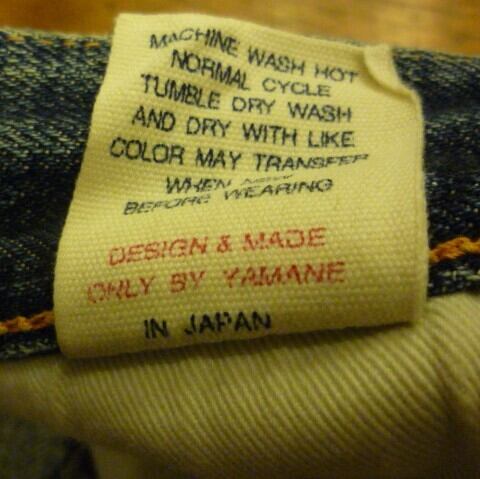 MACHINE WASH HOT
NORMAL CYCLE
TUMBLE DRY WASH
AND DRY WITH LIKE
COLOR MAY TRANSFER
WHEN NEW
BEFORE WEARING
DESIGN & MADE
ONLY BY YAMANE
IN JAPAN